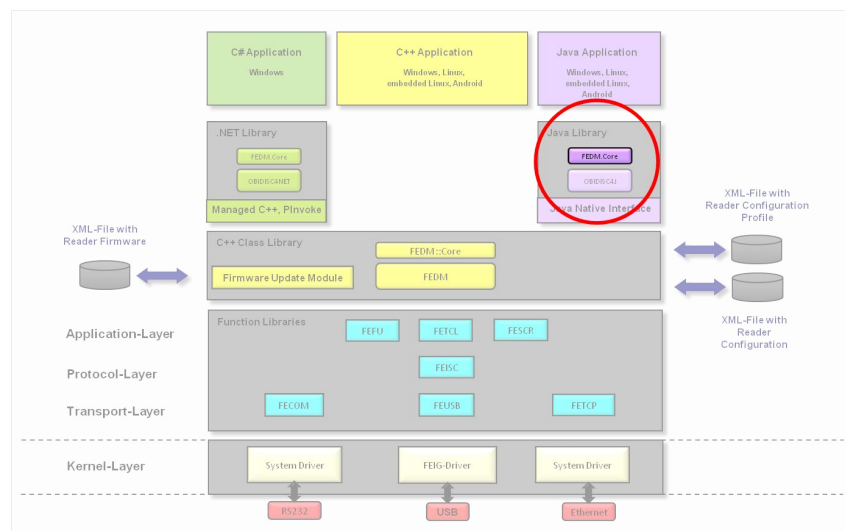 C# Application
Windows
C++ Application
Windows, Linux,
embedded Linux, Android
Java Application
Windows, Linux,
embedded Linux,
Android
.NET Library
FEDM.Core
OBIDISC4NET
Managed C++, PInvoke
Java Library
FEDM.Core
OBIDISC4J
Java Native Interface
XML-File with
Reader Firmware
C++ Class Library
FEDM::Core
Firmware Update Module
FEDM
XML-File with
Reader Configuration
Profile
XML-File with
Reader
Configuration
Function Libraries
Application-Layer
FEFU
FETCL
FESCR
Protocol-Layer
FEISC
Transport-Layer
FECOM
FEUSB
FETCP
Kernel-Layer
System Driver
FEIG-Driver
System Driver
RS232
USB
Ethernet